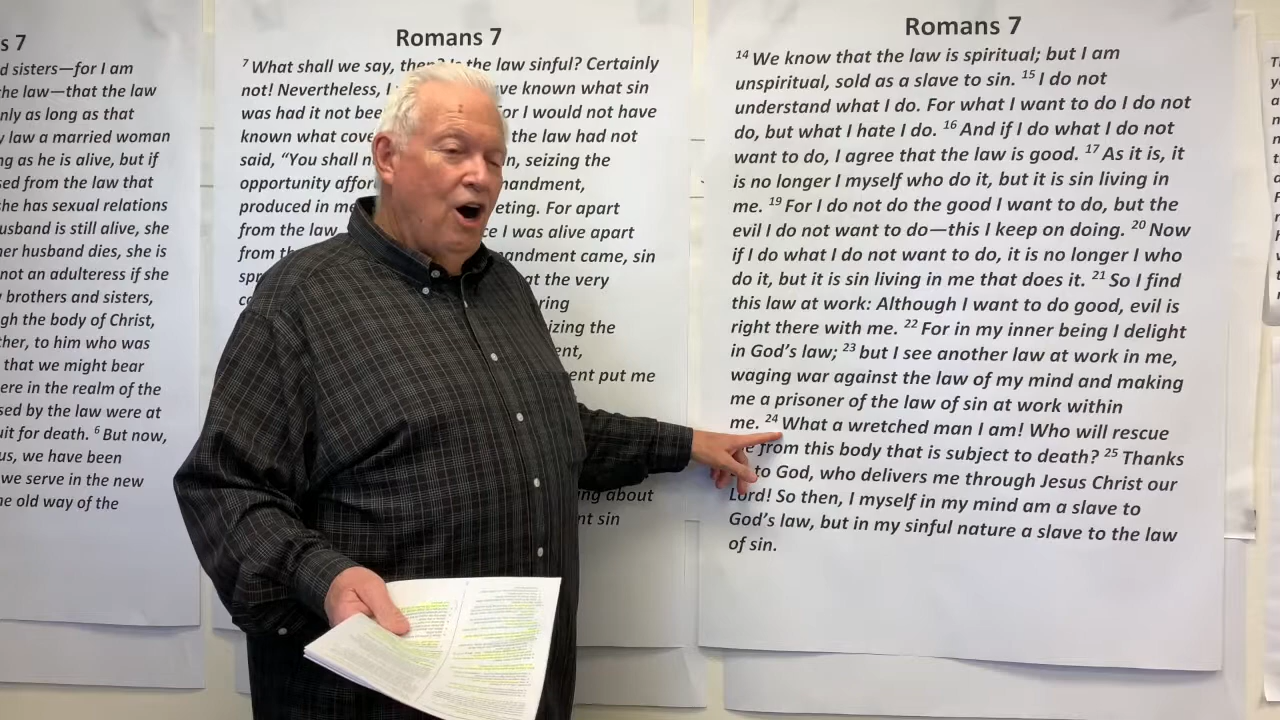 s 7
d sisters—for I am
he law—that the law
nly as long as that
y law a married woman
ng as he is alive, but if
sed from the law that
he has sexual relations
usband is still alive, she
er husband dies, she is
not an adulteress if she
y brothers and sisters,
gh the body of Christ,
ther, to him who was
that we might bear
ere in the realm of the
sed by the law were at
uit for death. 6 But now,
us, we have been
we serve in the new
he old way of the
Romans 7
7 What shall we say, then? Is the law sinful? Certainly
not! Nevertheless, I ve known what sin
was had it not bee or I would not have
known what cove the law had not
said, “You shall n n, seizing the
opportunity affor mandment,
produced in me eting. For apart
from the law ce I was alive apart
from th mandment came, sin
spr at the very
co ring
izing the
ent,
ent put me
ing about
nt sin
Romans 7
14 We know that the law is spiritual; but I am
unspiritual, sold as a slave to sin. 15 I do not
understand what I do. For what I want to do I do not
do, but what I hate I do. 16 And if I do what I do not
want to do, I agree that the law is good. 17 As it is, it
is no longer I myself who do it, but it is sin living in
me. 19 For I do not do the good I want to do, but the
evil I do not want to do—this I keep on doing. 20 Now
if I do what I do not want to do, it is no longer I who
do it, but it is sin living in me that does it. 21 So I find
this law at work: Although I want to do good, evil is
right there with me. 22 For in my inner being I delight
in God’s law; 23 but I see another law at work in me,
waging war against the law of my mind and making
me a prisoner of the law of sin at work within
me. 24 What a wretched man I am! Who will rescue
e from this body that is subject to death? 25 Thanks
to God, who delivers me through Jesus Christ our
Lord! So then, I myself in my mind am a slave to
God’s law, but in my sinful nature a slave to the law
of sin.